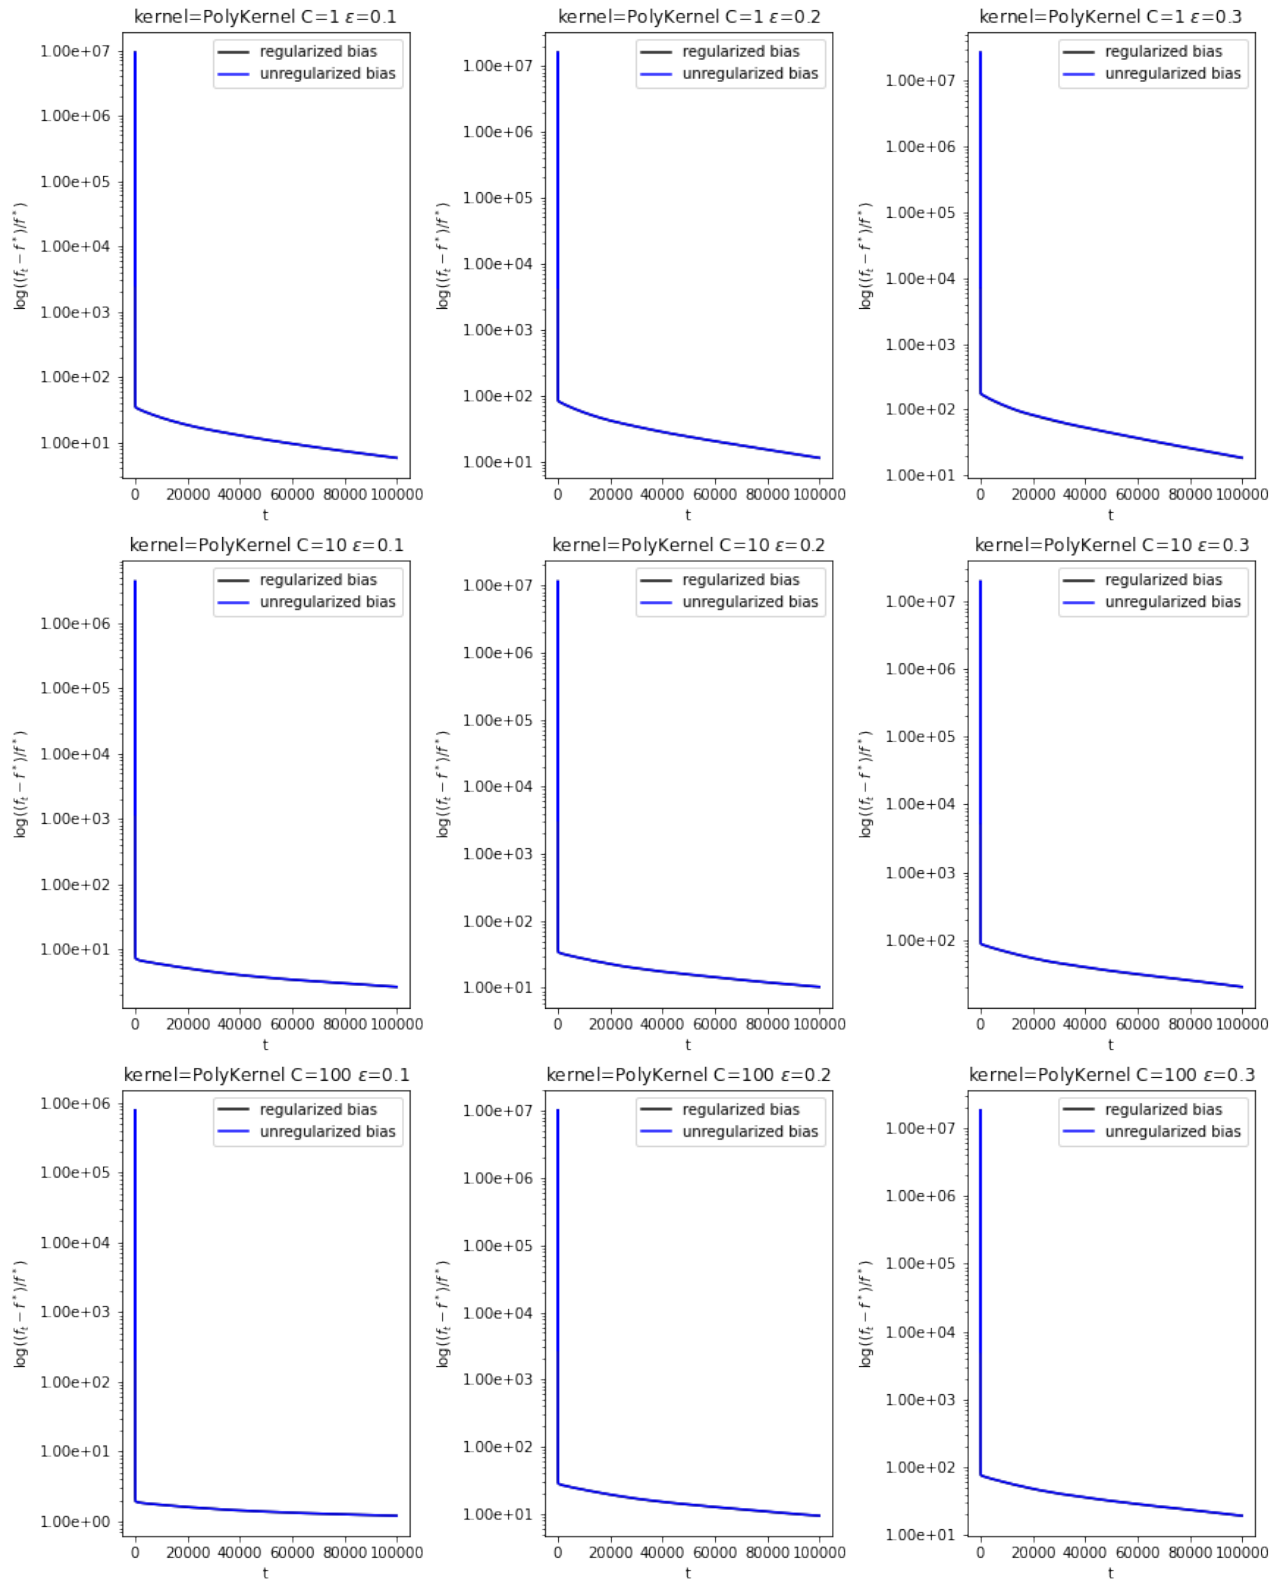 kernel=PolyKernel C=1 ε=0.1
1.00e+07
1.00e+06
1.00e+05
1.00e+04
1.00e+03
1.00e+02
1.00e+01
log((f_t − f*)/f*)
regularized bias
unregularized bias
0 20000 40000 60000 80000 100000
t
kernel=PolyKernel C=1 ε=0.2
1.00e+07
1.00e+06
1.00e+05
1.00e+04
1.00e+03
1.00e+02
1.00e+01
log((f_t − f*)/f*)
regularized bias
unregularized bias
0 20000 40000 60000 80000 100000
t
kernel=PolyKernel C=1 ε=0.3
1.00e+07
1.00e+06
1.00e+05
1.00e+04
1.00e+03
1.00e+02
1.00e+01
log((f_t − f*)/f*)
regularized bias
unregularized bias
0 20000 40000 60000 80000 100000
t
kernel=PolyKernel C=10 ε=0.1
1.00e+06
1.00e+05
1.00e+04
1.00e+03
1.00e+02
1.00e+01
log((f_t − f*)/f*)
regularized bias
unregularized bias
0 20000 40000 60000 80000 100000
t
kernel=PolyKernel C=10 ε=0.2
1.00e+07
1.00e+06
1.00e+05
1.00e+04
1.00e+03
1.00e+02
1.00e+01
log((f_t − f*)/f*)
regularized bias
unregularized bias
0 20000 40000 60000 80000 100000
t
kernel=PolyKernel C=10 ε=0.3
1.00e+07
1.00e+06
1.00e+05
1.00e+04
1.00e+03
1.00e+02
log((f_t − f*)/f*)
regularized bias
unregularized bias
0 20000 40000 60000 80000 100000
t
kernel=PolyKernel C=100 ε=0.1
1.00e+06
1.00e+05
1.00e+04
1.00e+03
1.00e+02
1.00e+01
1.00e+00
log((f_t − f*)/f*)
regularized bias
unregularized bias
0 20000 40000 60000 80000 100000
t
kernel=PolyKernel C=100 ε=0.2
1.00e+07
1.00e+06
1.00e+05
1.00e+04
1.00e+03
1.00e+02
1.00e+01
log((f_t − f*)/f*)
regularized bias
unregularized bias
0 20000 40000 60000 80000 100000
t
kernel=PolyKernel C=100 ε=0.3
1.00e+07
1.00e+06
1.00e+05
1.00e+04
1.00e+03
1.00e+02
1.00e+01
log((f_t − f*)/f*)
regularized bias
unregularized bias
0 20000 40000 60000 80000 100000
t